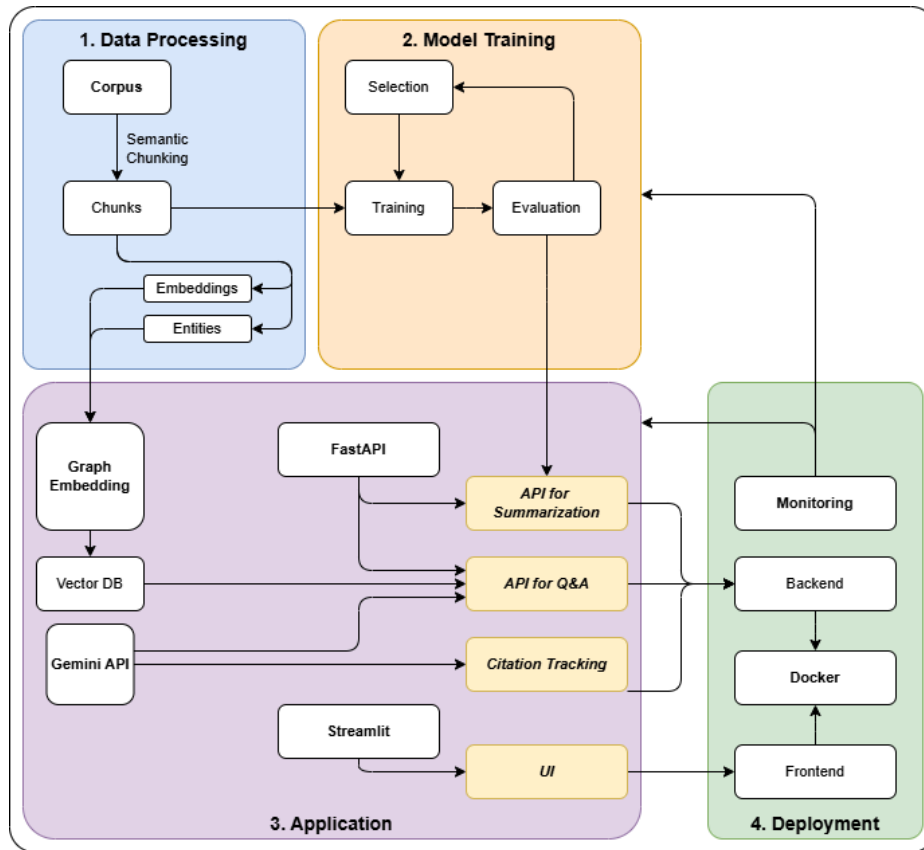 1. Data Processing
Corpus
Semantic
Chunking
Chunks
Embeddings
Entities
2. Model Training
Selection
Training
Evaluation
Graph
Embedding
Vector DB
Gemini API
FastAPI
Streamlit
API for
Summarization
API for Q&A
Citation Tracking
UI
3. Application
Monitoring
Backend
Docker
Frontend
4. Deployment